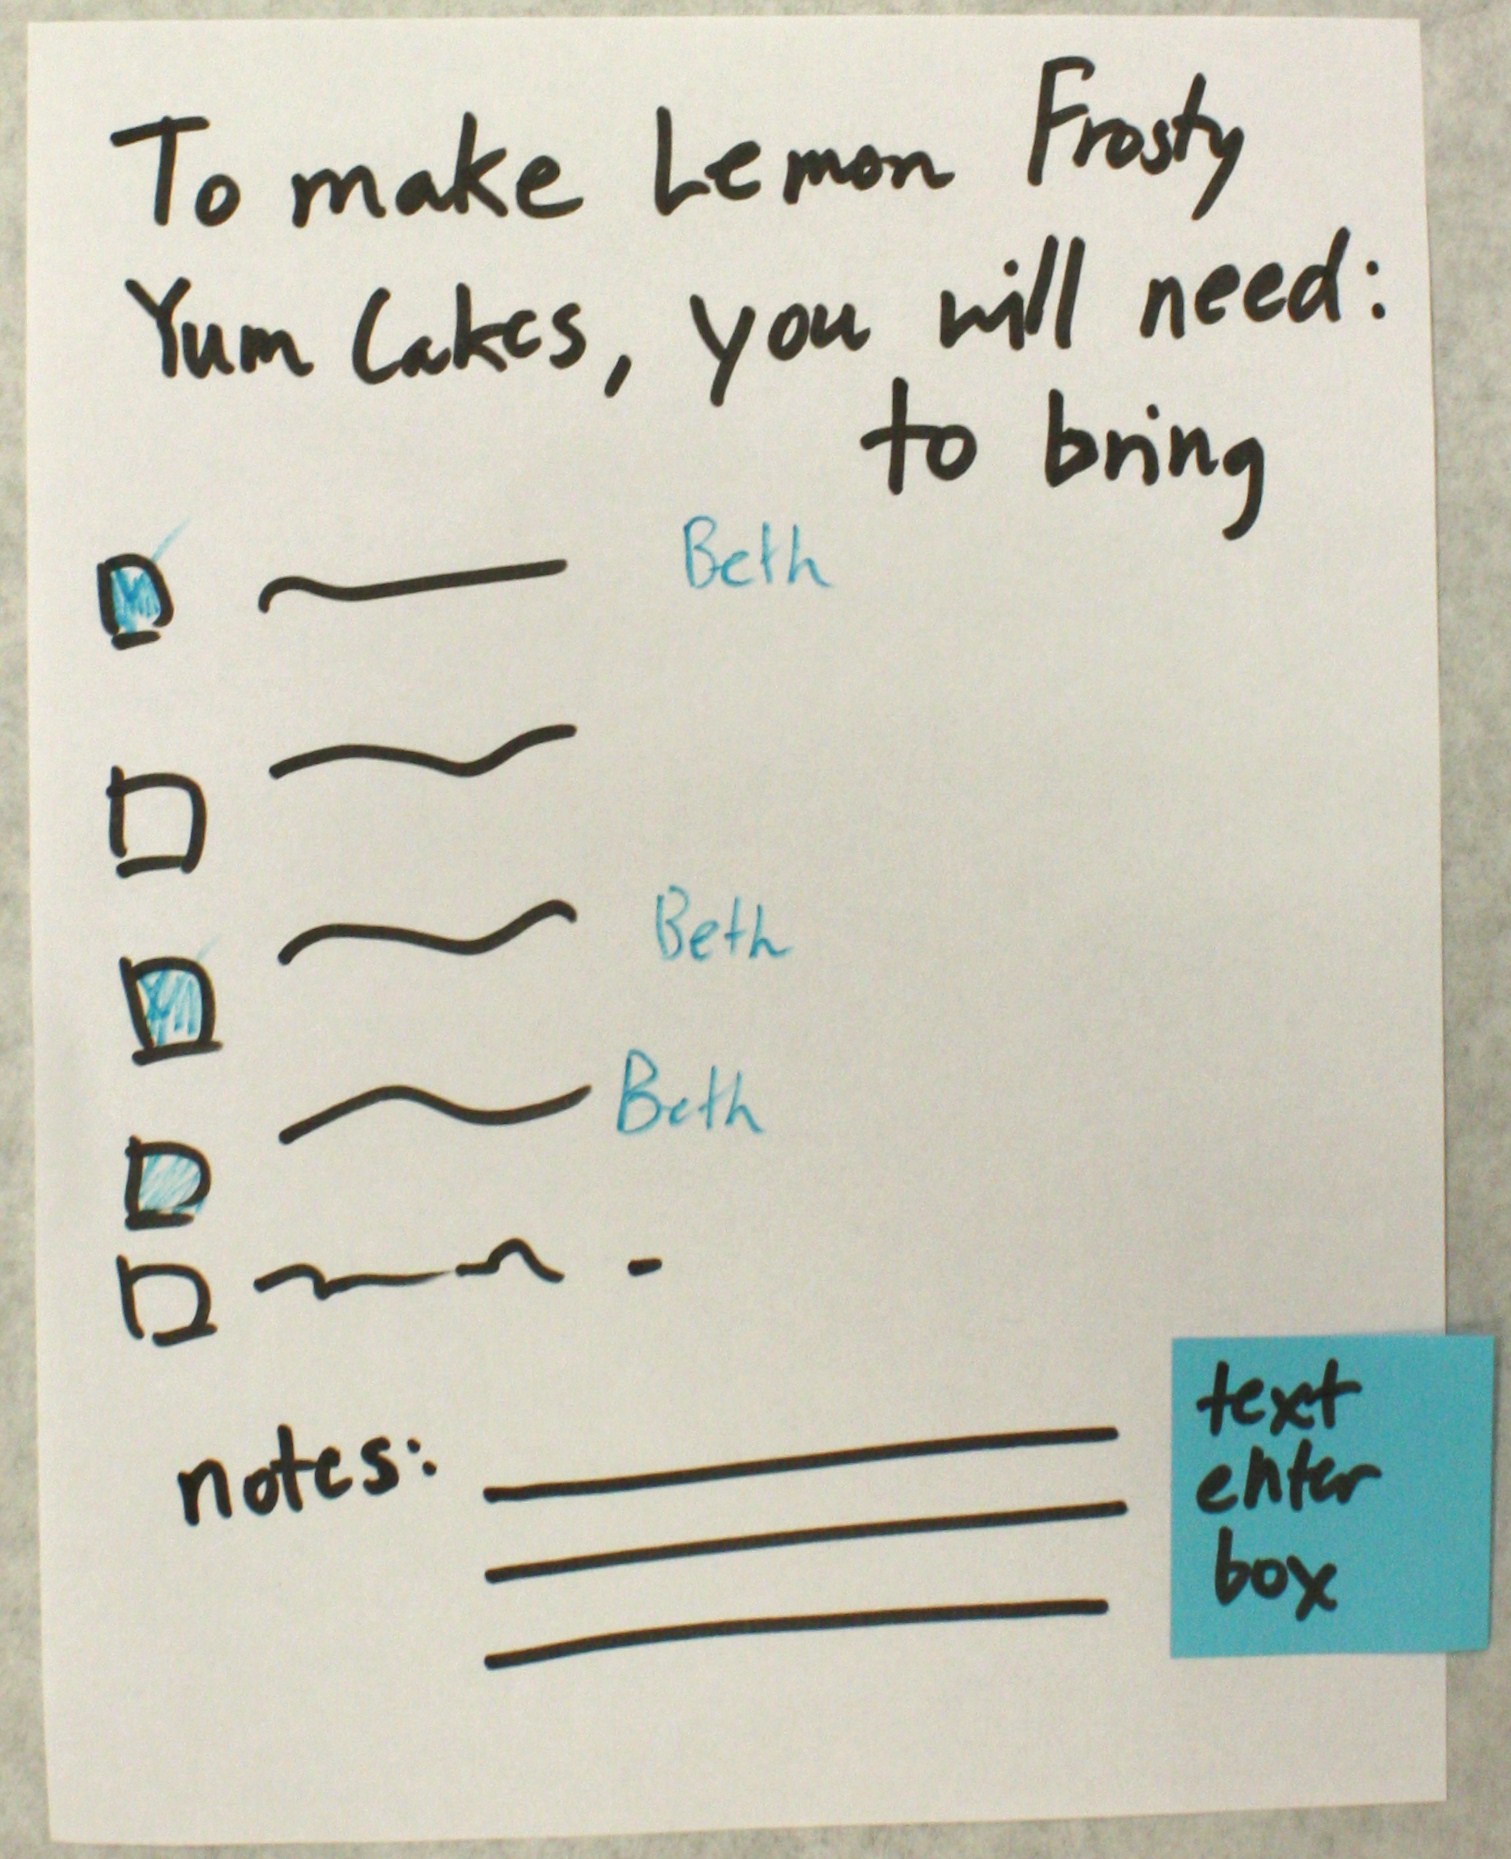 To make Lemon Frosty
Yum Cakes, you will need:
to bring
Beth
Beth
Beth
notes:
text
enter
box